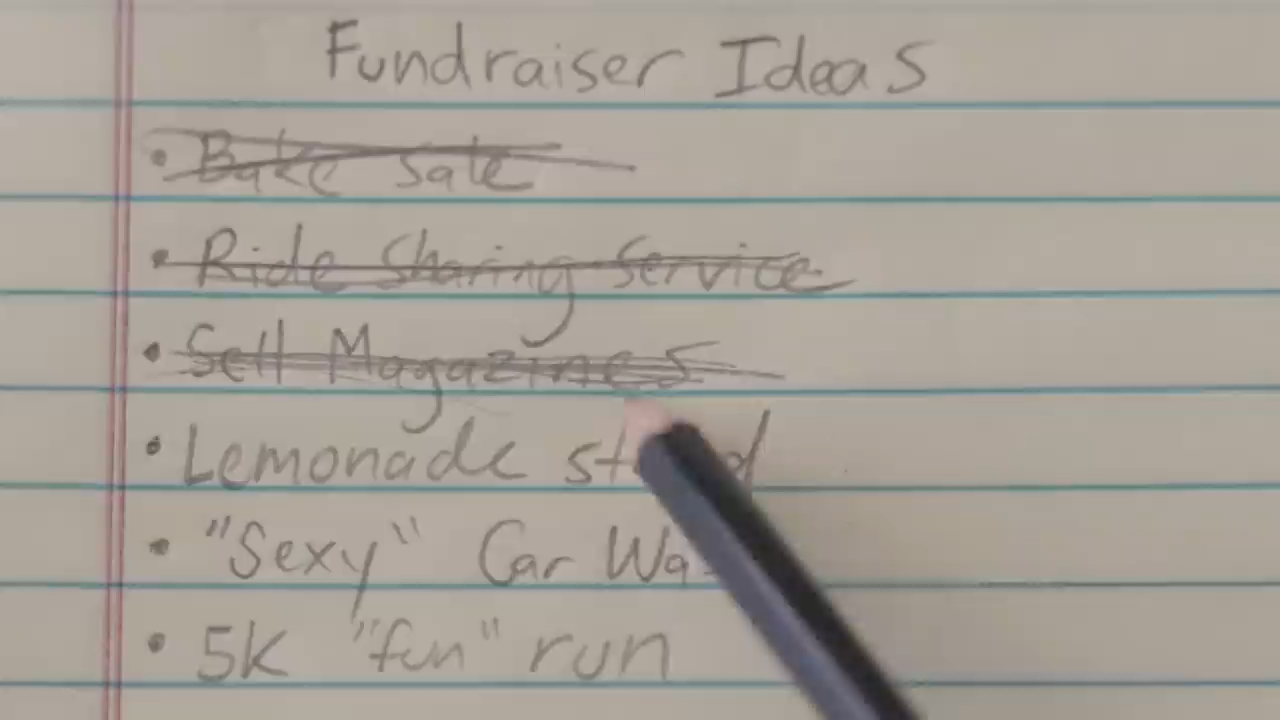 Fundraiser Ideas
• Bake Sale
• Ride Sharing Service
• Sell Magazines
• Lemonade
• "Sexy" Car
• 5k "fun" run